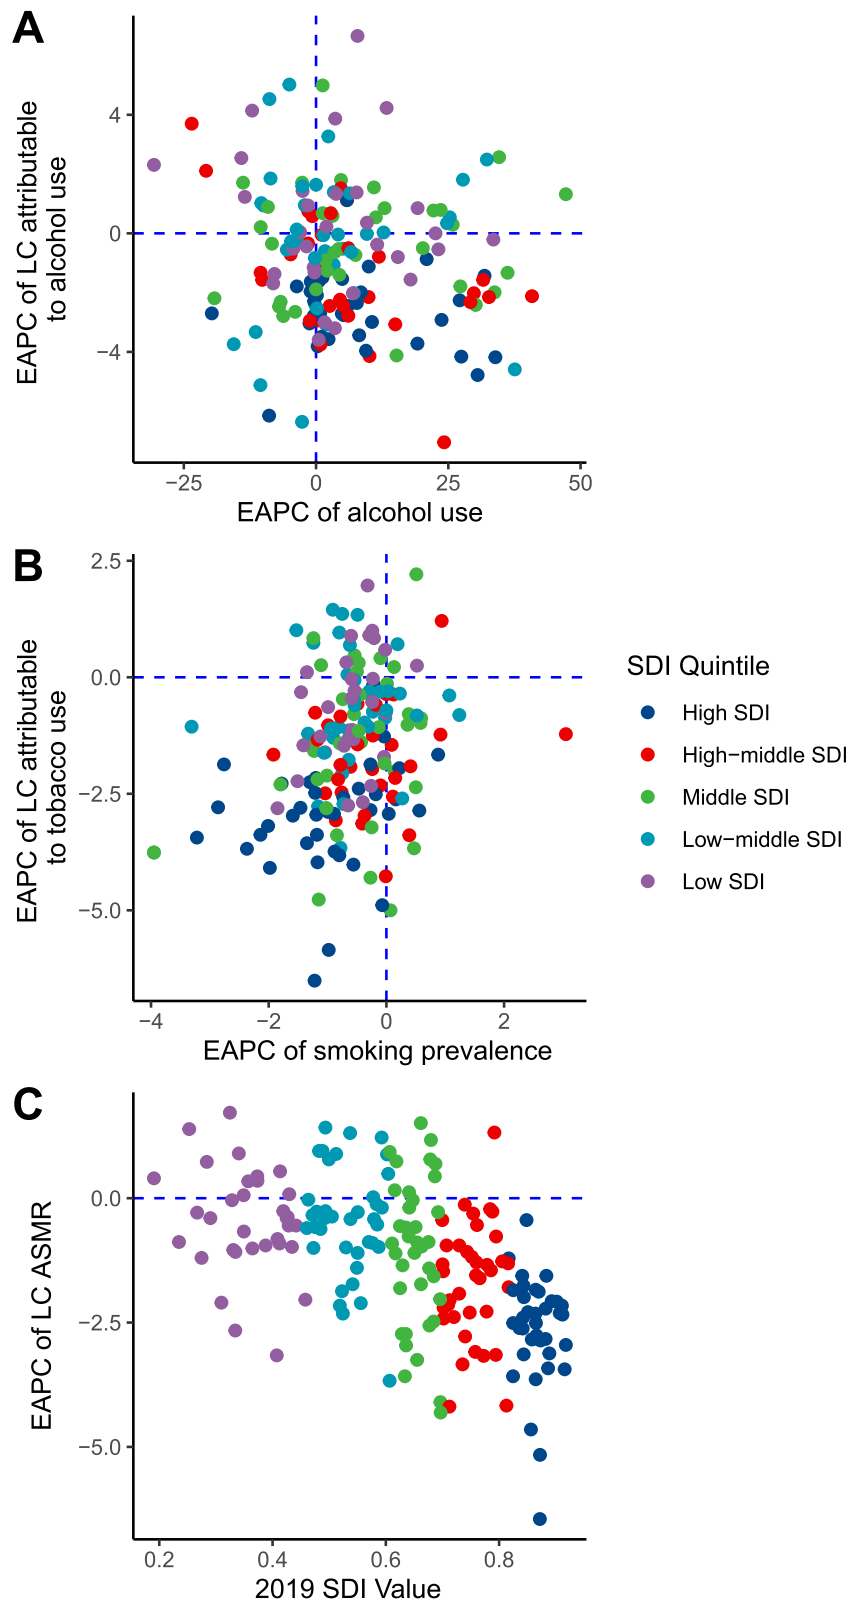 A
EAPC of LC attributable
to alcohol use
4
0
−4
−25
0
25
50
EAPC of alcohol use
B
EAPC of LC attributable
to tobacco use
2.5
0.0
−2.5
−5.0
−4
−2
0
2
EAPC of smoking prevalence
SDI Quintile
High SDI
High−middle SDI
Middle SDI
Low−middle SDI
Low SDI
C
EAPC of LC ASMR
0.0
−2.5
−5.0
0.2
0.4
0.6
0.8
2019 SDI Value